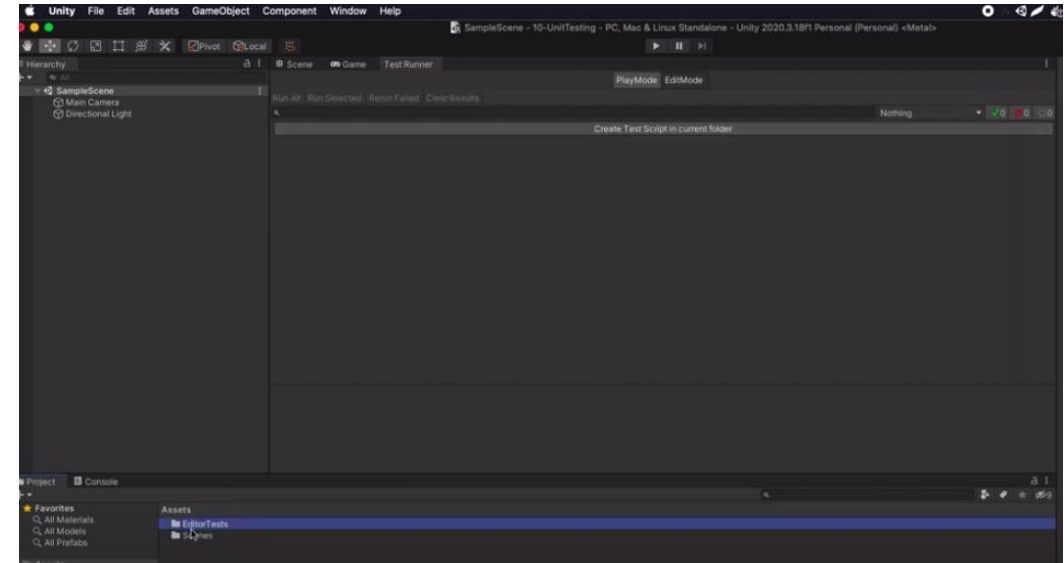 Unity File Edit Assets GameObject Component Window Help
SampleScene - 10-UnitTesting - PC, Mac & Linux Standalone - Unity 2020.3.18f1 Personal (Personal) <Metal>
Pivot Local
Hierarchy
Scene Game Test Runner
PlayMode EditMode
All
SampleScene
Main Camera
Directional Light
Run All Run Selected Rerun Failed Clear Results
Nothing 0 0 0
Create Test Script in current folder
Project Console
9
Favorites
All Materials
All Models
All Prefabs
Assets
EditorTests
Scenes